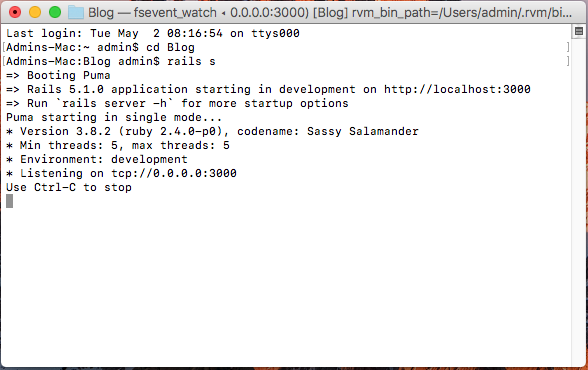 Blog — fsevent_watch ◂ 0.0.0.0:3000) [Blog] rvm_bin_path=/Users/admin/.rvm/bi...
Last login: Tue May  2 08:16:54 on ttys000
[Admins-Mac:~ admin$ cd Blog ]
[Admins-Mac:Blog admin$ rails s ]
=> Booting Puma
=> Rails 5.1.0 application starting in development on http://localhost:3000
=> Run `rails server -h` for more startup options
Puma starting in single mode...
* Version 3.8.2 (ruby 2.4.0-p0), codename: Sassy Salamander
* Min threads: 5, max threads: 5
* Environment: development
* Listening on tcp://0.0.0.0:3000
Use Ctrl-C to stop